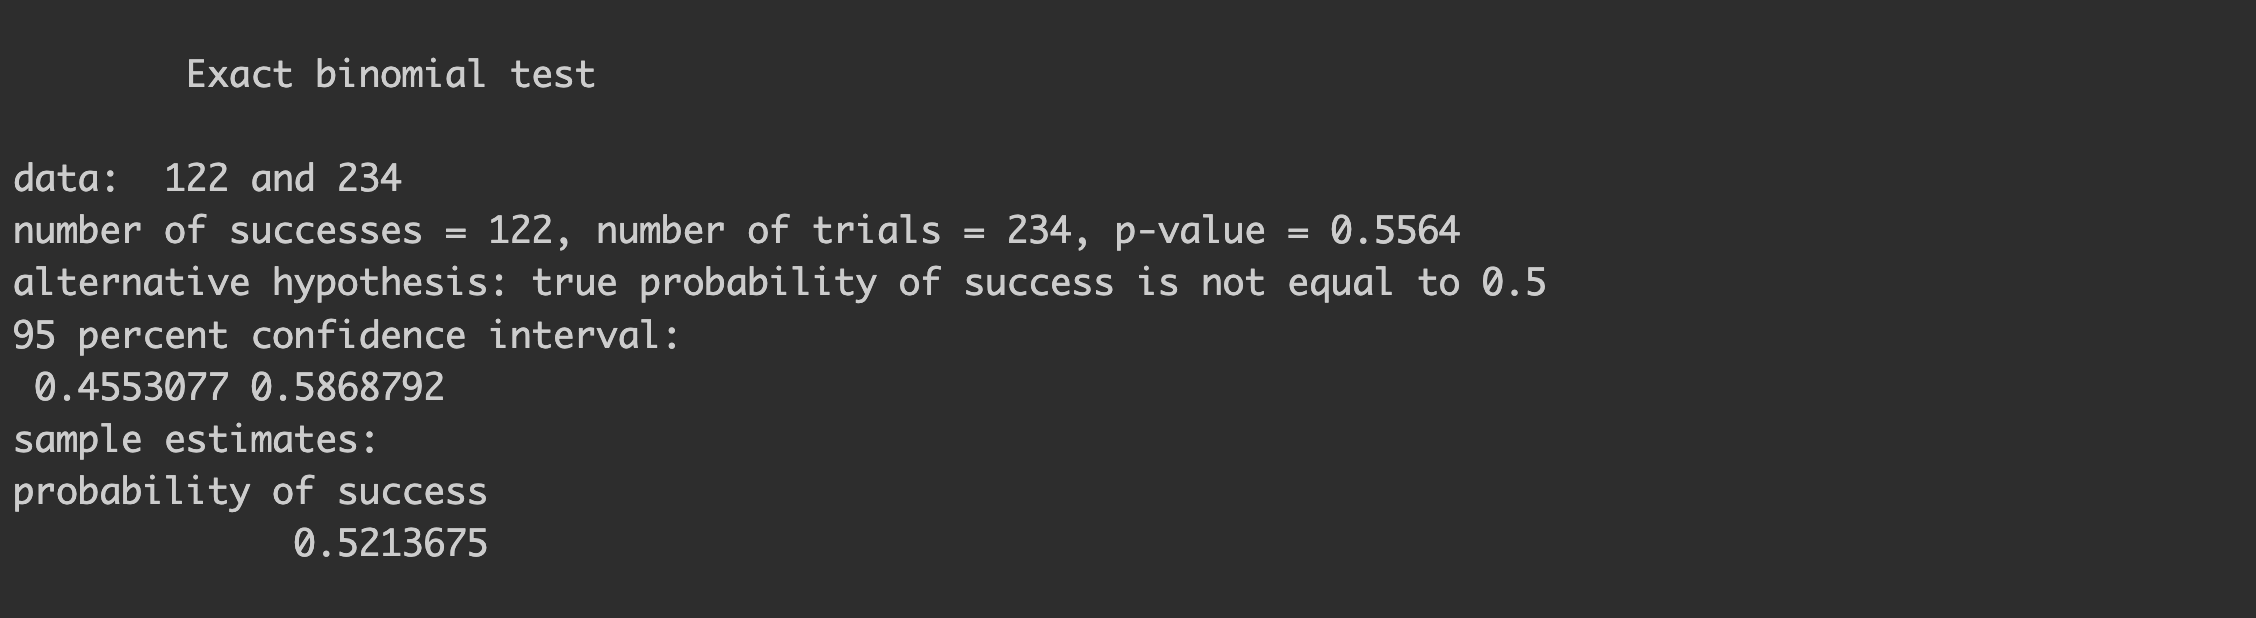 Exact binomial test
data:  122 and 234
number of successes = 122, number of trials = 234, p-value = 0.5564
alternative hypothesis: true probability of success is not equal to 0.5
95 percent confidence interval:
 0.4553077 0.5868792
sample estimates:
probability of success
             0.5213675